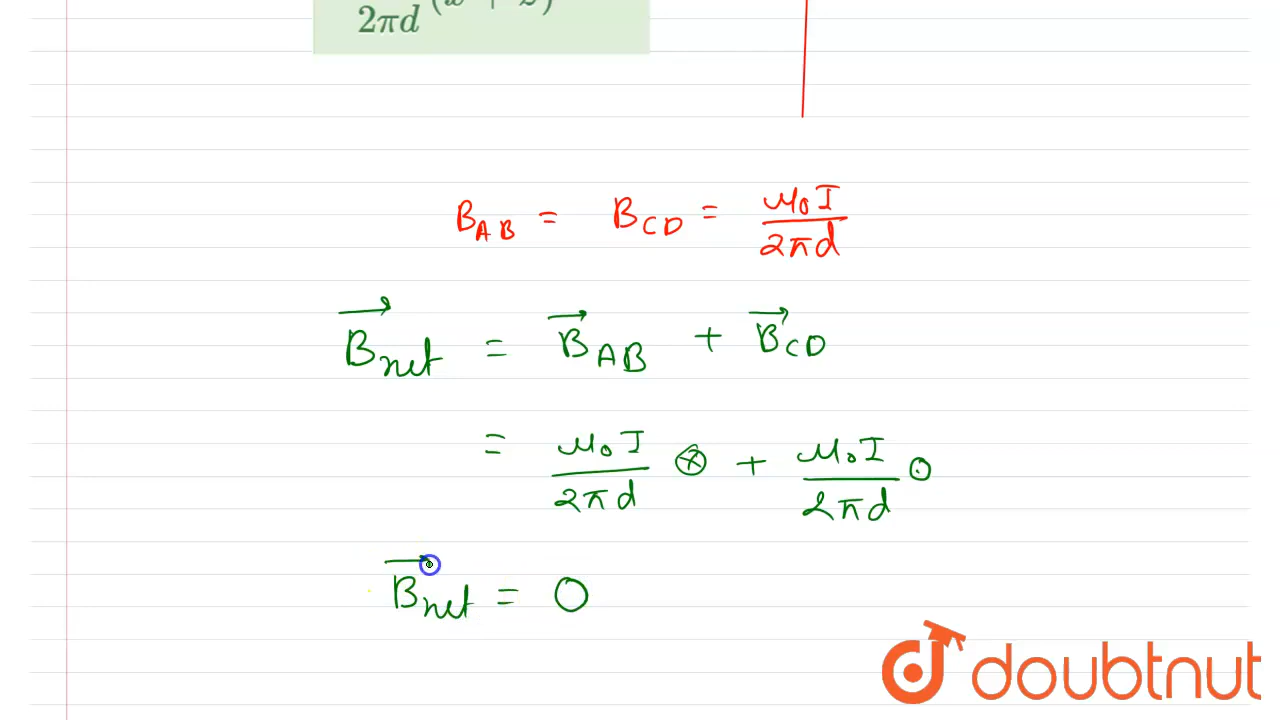 2πd
B_AB = B_CD = μ₀I / 2πd
B⃗_net = B⃗_AB + B⃗_CD
= μ₀I / 2πd ⊗ + μ₀I / 2πd ⊙
B⃗_net = 0
doubtnut